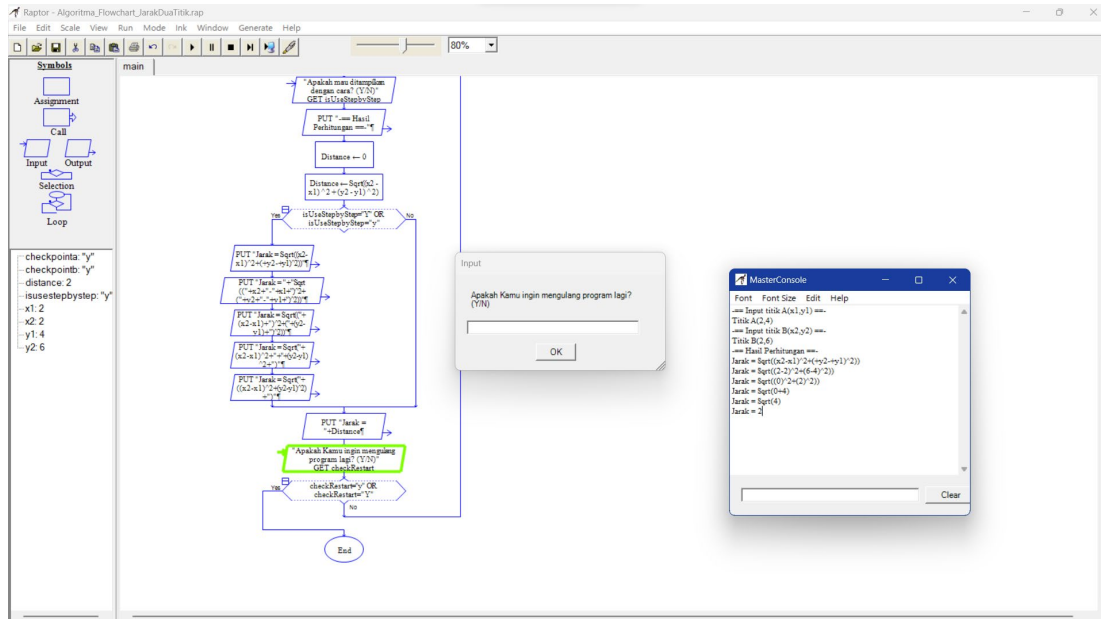 Raptor - Algoritma_Flowchart_JarakDuaTitik.rap
File Edit Scale View Run Mode Ink Window Generate Help
80%
Symbols
Assignment
Call
Input Output
Selection
Loop
checkpointa: "y"
checkpointb: "y"
distance: 2
isusestepbystep: "y"
x1: 2
x2: 2
y1: 4
y2: 6
main
"Apakah mau ditampilkan
dengan cara? (Y/N)"
GET isUseStepbyStep
PUT "-== Hasil
Perhitungan ==-"¶
Distance ← 0
Distance ← Sqrt((x2 -
x1) ^ 2 + (y2 - y1) ^ 2)
Yes
isUseStepbyStep="Y" OR
isUseStepbyStep="y"
No
PUT "Jarak = Sqrt((x2-
x1)^2+(+y2-+y1)^2))"¶
PUT "Jarak = "+"Sqrt
(("+x2+"-"+x1+")^2+
("+y2+"-"+y1+")^2))"¶
PUT "Jarak = Sqrt(("+
(x2-x1)+")^2+("+(y2-
y1)+")^2))"¶
PUT "Jarak = Sqrt("+
(x2-x1)^2+"+"+(y2-y1)
^2+")"¶
PUT "Jarak = Sqrt("+
((x2-x1)^2+(y2-y1)^2)
+")"¶
PUT "Jarak =
"+Distance¶
"Apakah Kamu ingin mengulang
program lagi? (Y/N)"
GET checkRestart
Yes
checkRestart="y" OR
checkRestart="Y"
No
End
Input
Apakah Kamu ingin mengulang program lagi?
(Y/N)
OK
MasterConsole
Font Font Size Edit Help
-== Input titik A(x1,y1) ==-
Titik A(2,4)
-== Input titik B(x2,y2) ==-
Titik B(2,6)
-== Hasil Perhitungan ==-
Jarak = Sqrt((x2-x1)^2+(+y2-+y1)^2))
Jarak = Sqrt((2-2)^2+(6-4)^2))
Jarak = Sqrt((0)^2+(2)^2))
Jarak = Sqrt(0+4)
Jarak = Sqrt(4)
Jarak = 2
Clear